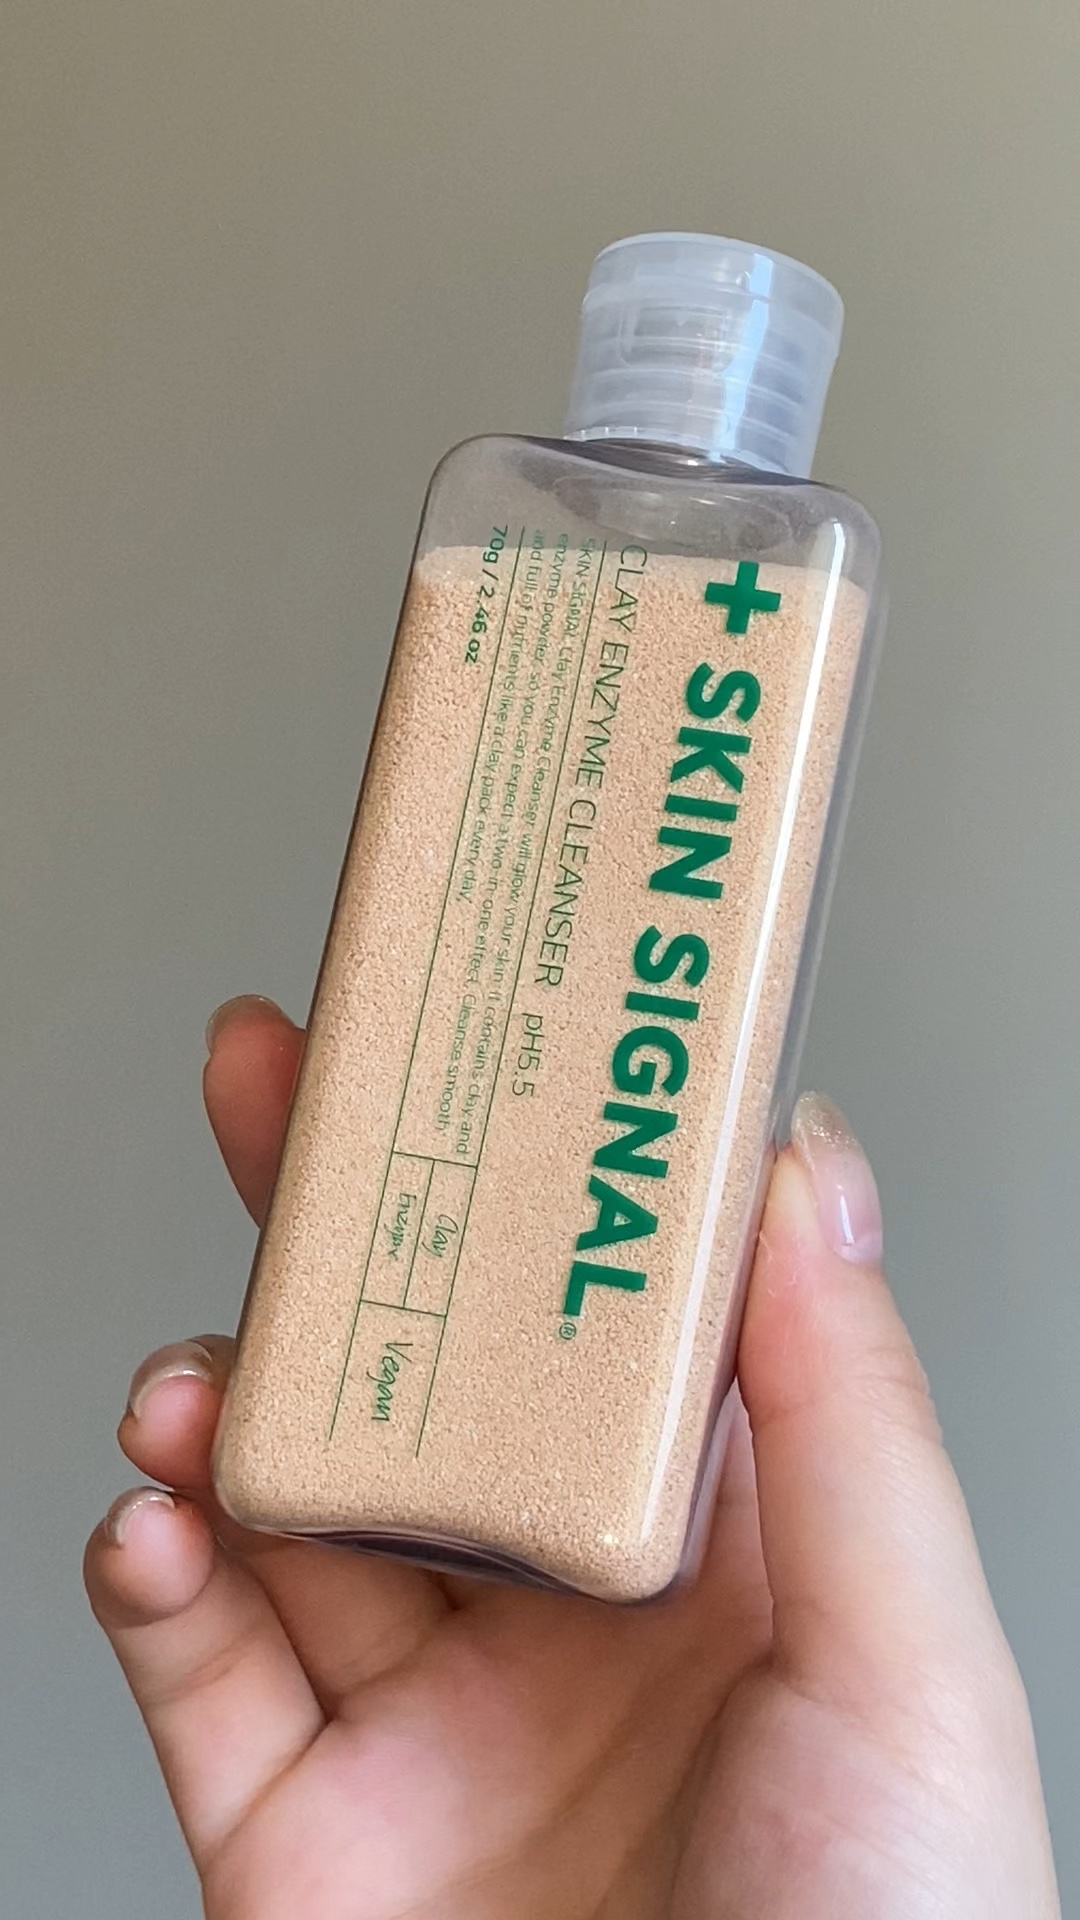 + SKIN SIGNAL®
CLAY ENZYME CLEANSER pH5.5
SKIN SIGNAL Clay Enzyme Cleanser will glow your skin. It contains clay and
enzyme powder, so you can expect a two-in-one effect. Cleanse smooth
and full of nutrients like a clay pack every day.
70g / 2.46 oz
Clay
Enzyme
Vegan